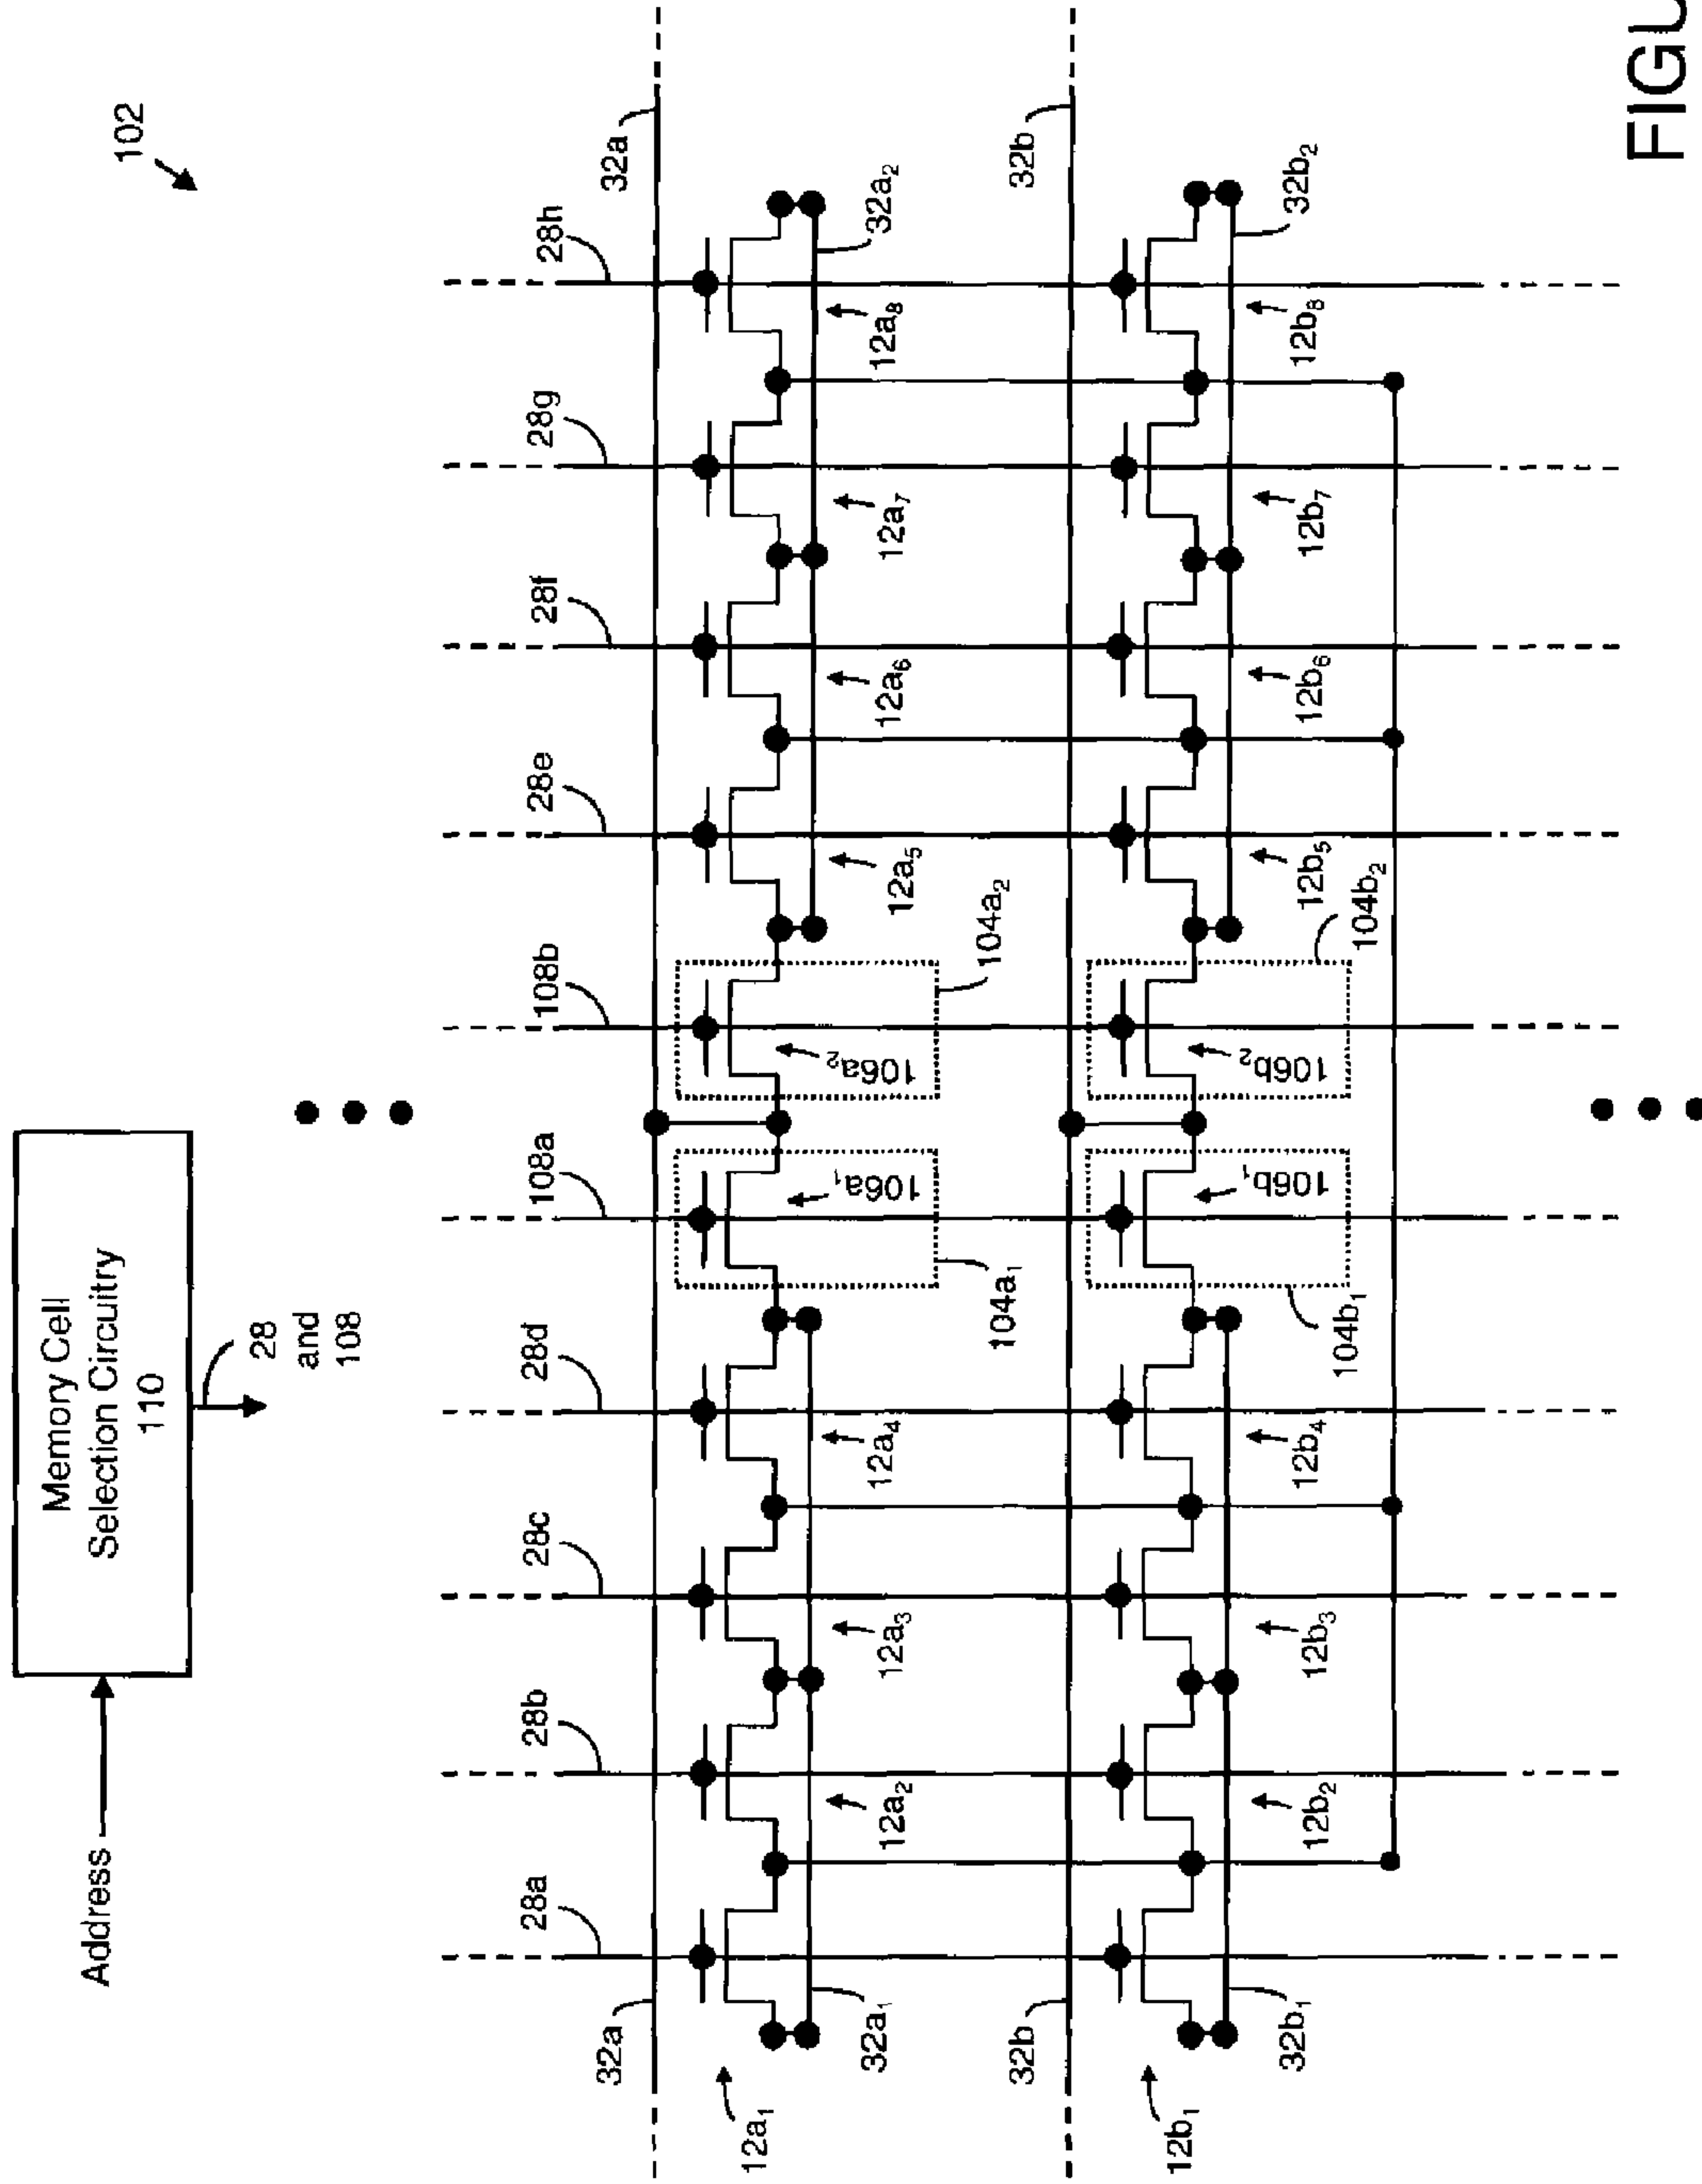 Memory Cell
Selection Circuitry
110
Address
28
and
108
102
28a
28b
28c
28d
108a
108b
28e
28f
28g
28h
32a
32a
12a₁
32a₁
12a₂
12a₃
12a₄
104a₁
106a₁
106a₂
104a₂
12a₅
12a₆
12a₇
12a₈
32a₂
32b
32b
12b₁
32b₁
12b₂
12b₃
12b₄
104b₁
106b₁
106b₂
104b₂
12b₅
12b₆
12b₇
12b₈
32b₂